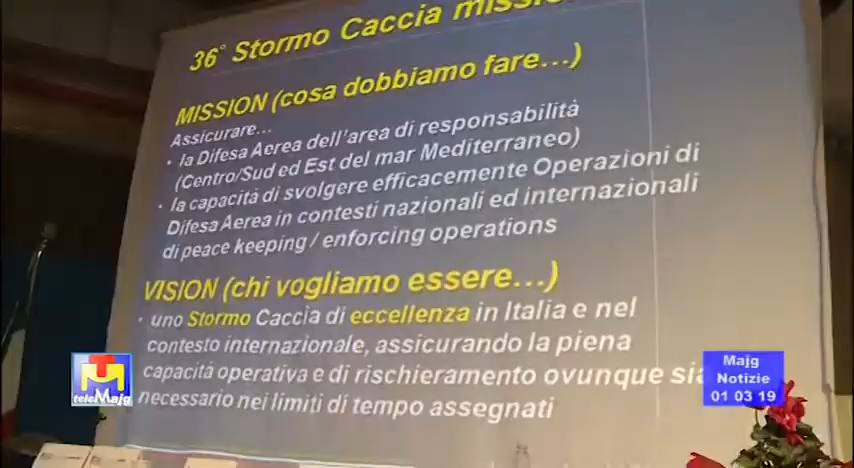 36° Stormo Caccia mission
MISSION (cosa dobbiamo fare...)
Assicurare...
• la Difesa Aerea dell'area di responsabilità
(Centro/Sud ed Est del mar Mediterraneo)
• la capacità di svolgere efficacemente Operazioni di
Difesa Aerea in contesti nazionali ed internazionali
di peace keeping / enforcing operations
VISION (chi vogliamo essere...)
• uno Stormo Caccia di eccellenza in Italia e nel
contesto internazionale, assicurando la piena
capacità operativa e di rischieramento ovunque sia
necessario nei limiti di tempo assegnati
M
teleMajg
Majg
Notizie
01 03 19